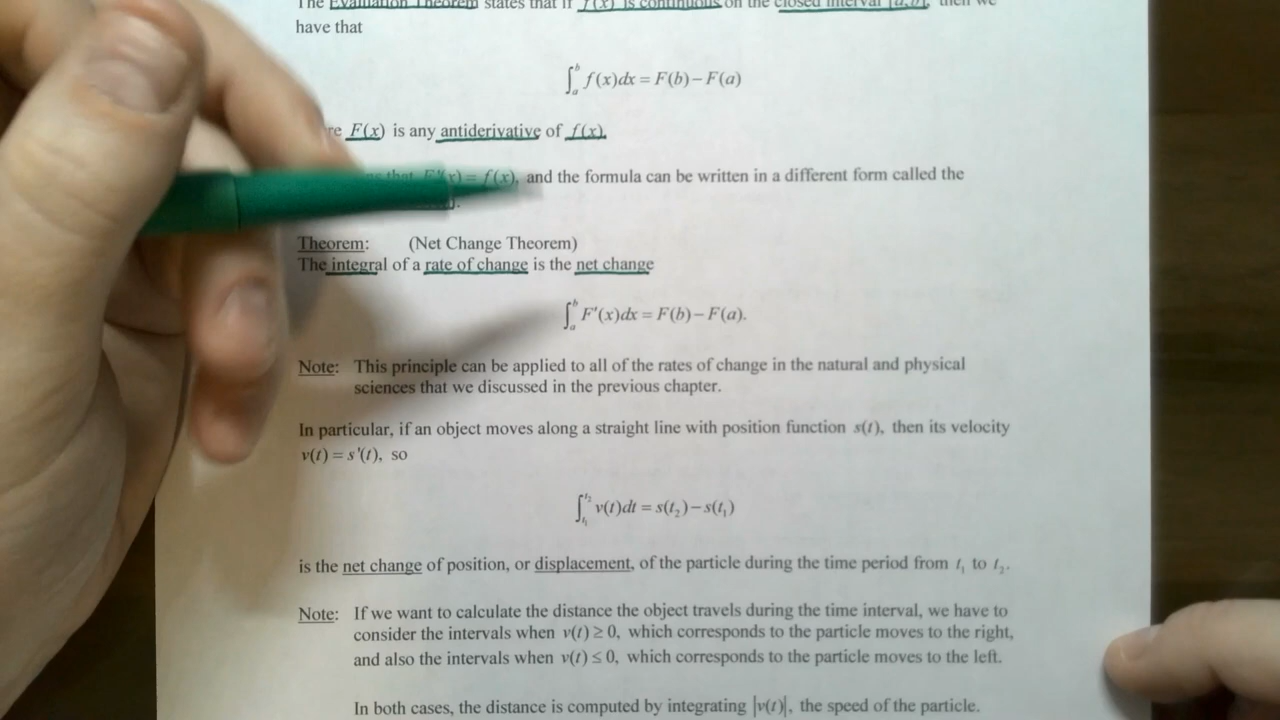 The Evaluation Theorem states that if f(x) is continuous on the closed interval [a,b], then we
have that
∫_a^b f(x)dx = F(b) − F(a)
re F(x) is any antiderivative of f(x).
that F'(x) = f(x), and the formula can be written in a different form called the
Theorem: (Net Change Theorem)
The integral of a rate of change is the net change
∫_a^b F'(x)dx = F(b) − F(a).
Note: This principle can be applied to all of the rates of change in the natural and physical
sciences that we discussed in the previous chapter.
In particular, if an object moves along a straight line with position function s(t), then its velocity
v(t) = s'(t), so
∫_{t_1}^{t_2} v(t)dt = s(t_2) − s(t_1)
is the net change of position, or displacement, of the particle during the time period from t_1 to t_2.
Note: If we want to calculate the distance the object travels during the time interval, we have to
consider the intervals when v(t) ≥ 0, which corresponds to the particle moves to the right,
and also the intervals when v(t) ≤ 0, which corresponds to the particle moves to the left.
In both cases, the distance is computed by integrating |v(t)|, the speed of the particle.